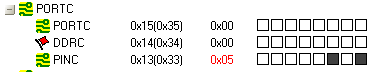 PORTC
PORTC 0x15(0x35) 0x00
DDRC 0x14(0x34) 0x00
PINC 0x13(0x33) 0x05